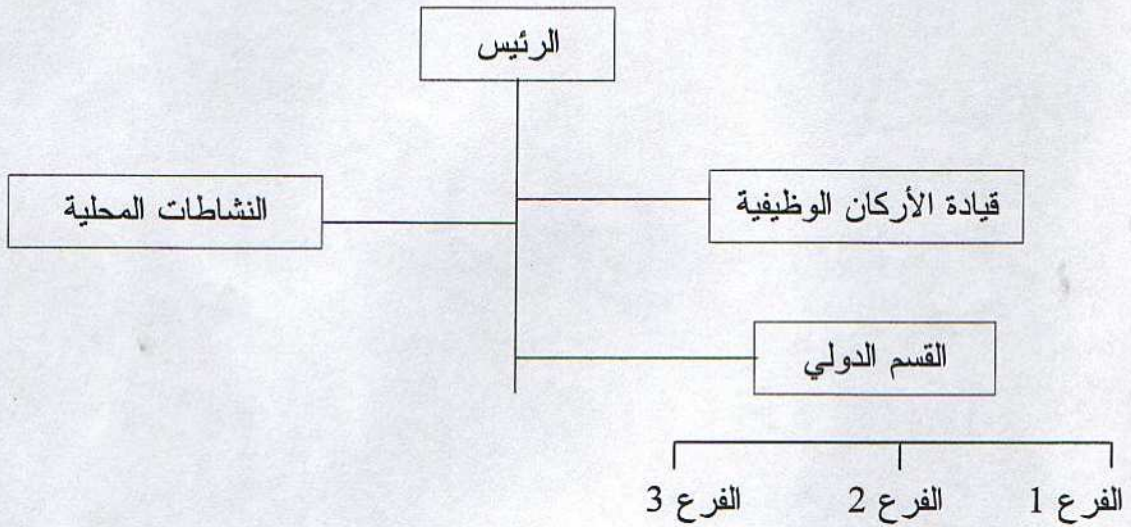 الرئيس
قيادة الأركان الوظيفية
النشاطات المحلية
القسم الدولي
الفرع 1
الفرع 2
الفرع 3